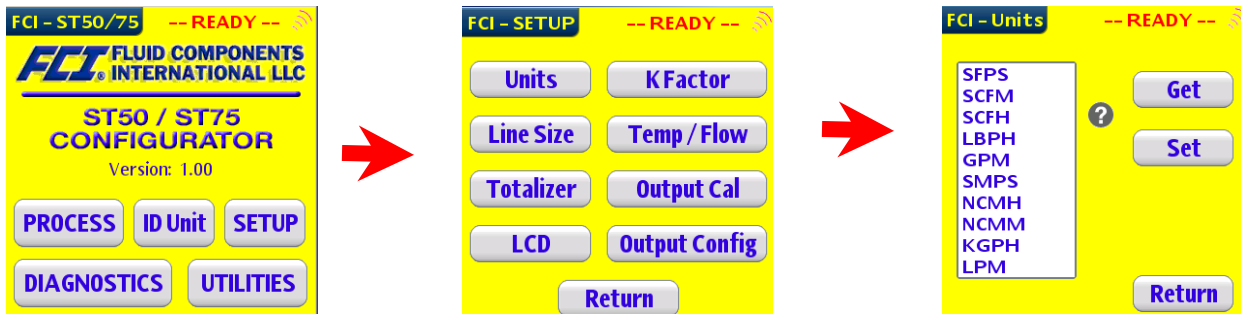 FCI – ST50/75 -- READY --
FCI® FLUID COMPONENTS
INTERNATIONAL LLC
ST50 / ST75
CONFIGURATOR
Version: 1.00
PROCESS ID Unit SETUP
DIAGNOSTICS UTILITIES
FCI – SETUP -- READY --
Units K Factor
Line Size Temp / Flow
Totalizer Output Cal
LCD Output Config
Return
FCI – Units -- READY --
SFPS
SCFM
SCFH
LBPH
GPM
SMPS
NCMH
NCMM
KGPH
LPM
?
Get
Set
Return